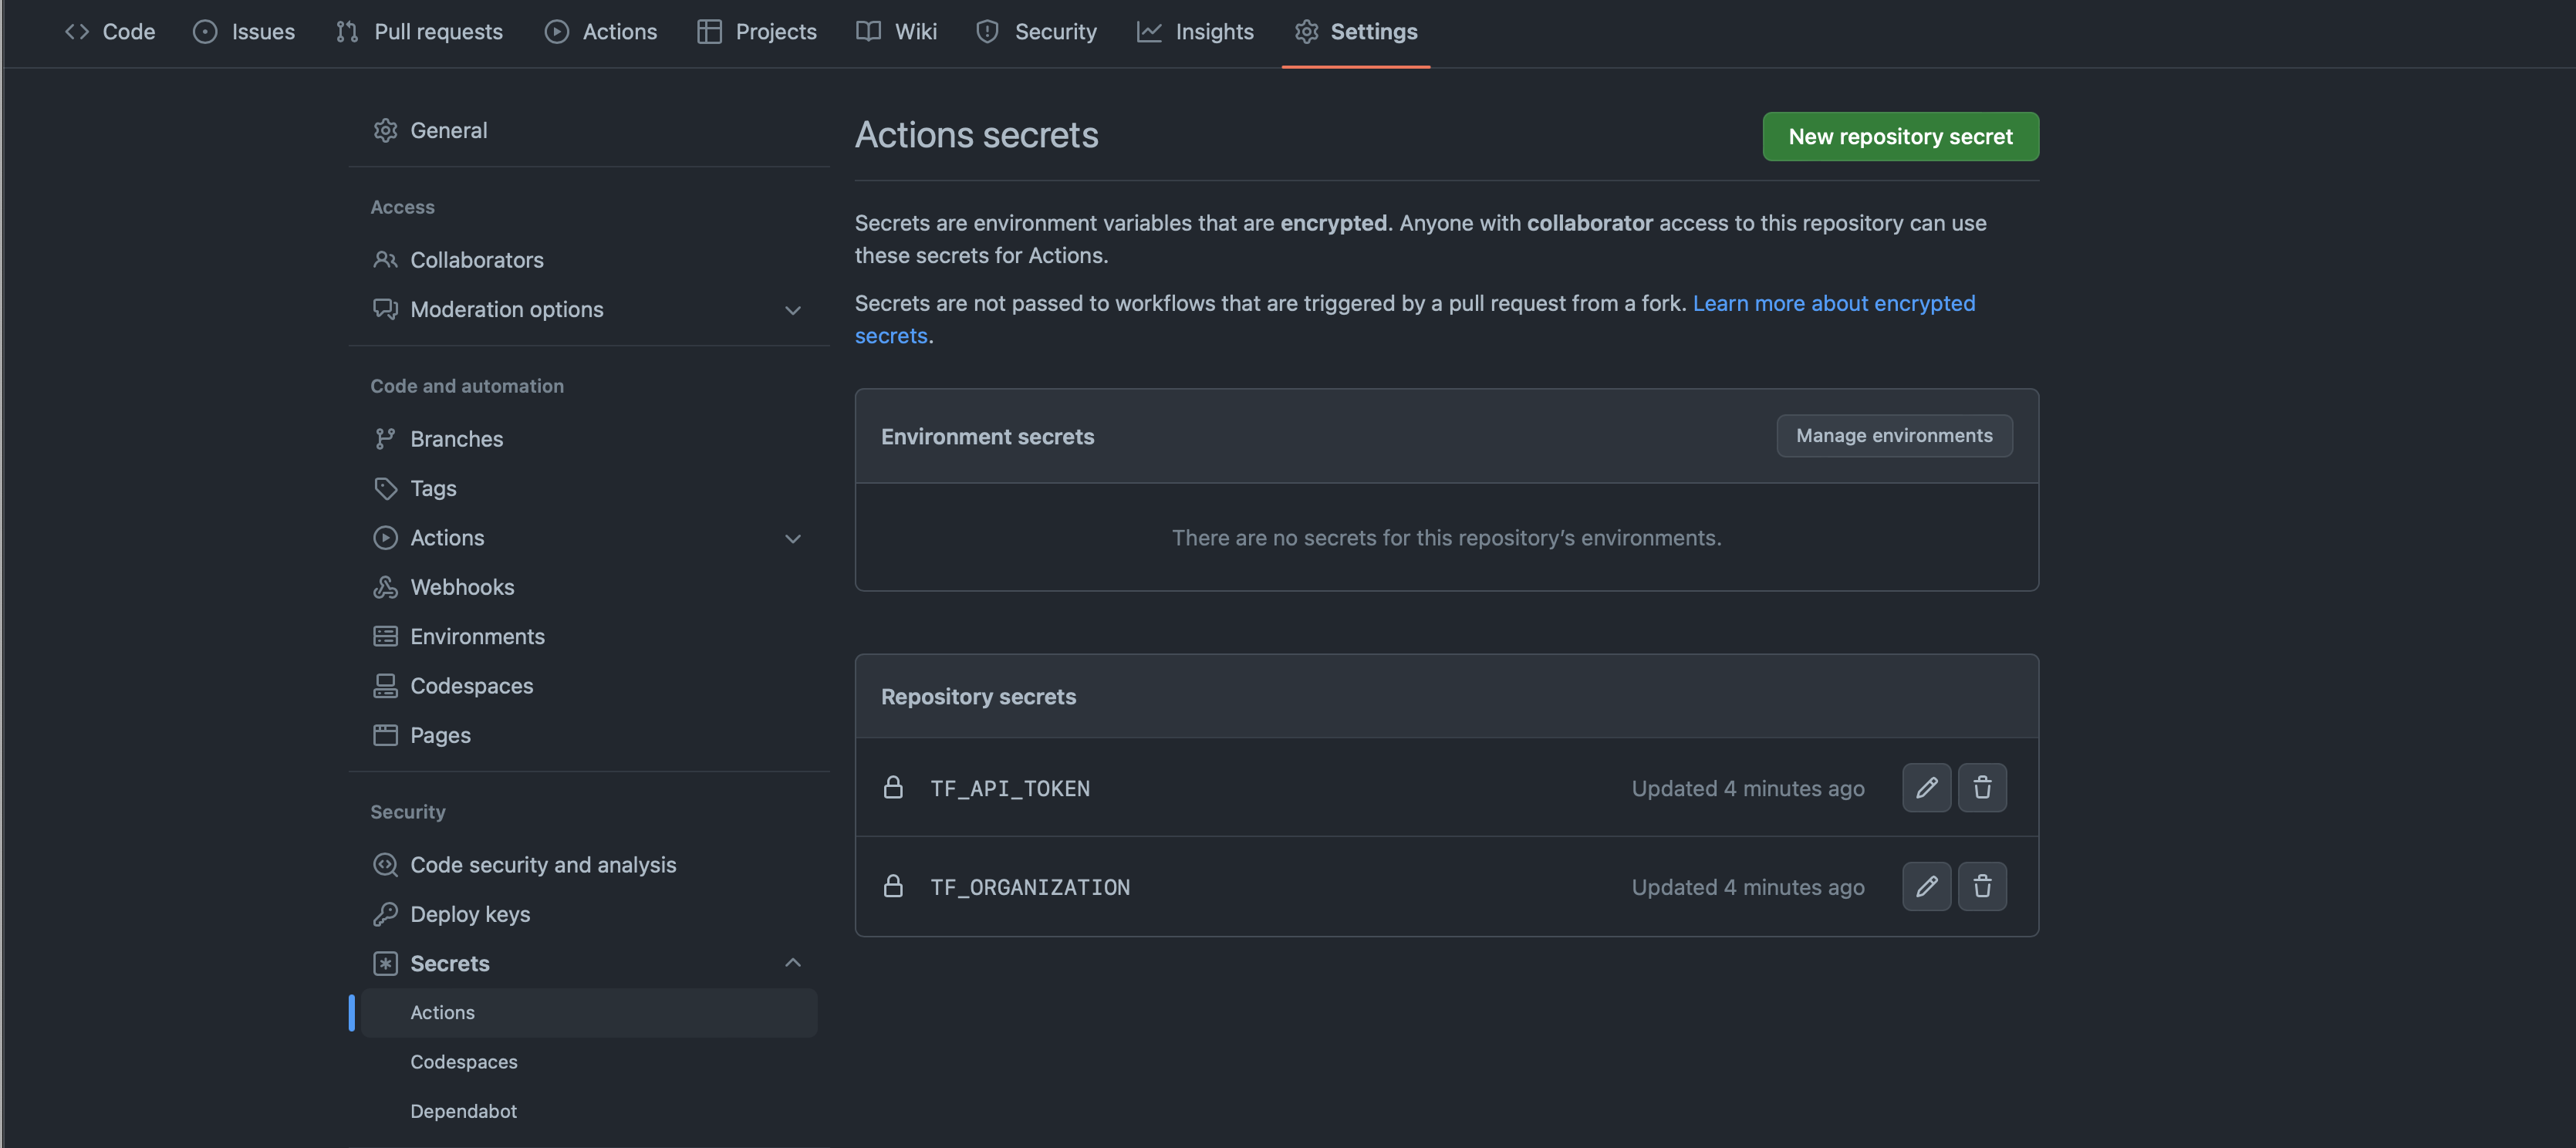 Code Issues Pull requests Actions Projects Wiki Security Insights Settings
General
Access
Collaborators
Moderation options
Code and automation
Branches
Tags
Actions
Webhooks
Environments
Codespaces
Pages
Security
Code security and analysis
Deploy keys
Secrets
Actions
Codespaces
Dependabot
Actions secrets
New repository secret
Secrets are environment variables that are encrypted. Anyone with collaborator access to this repository can use
these secrets for Actions.
Secrets are not passed to workflows that are triggered by a pull request from a fork. Learn more about encrypted
secrets.
Environment secrets
Manage environments
There are no secrets for this repository’s environments.
Repository secrets
TF_API_TOKEN Updated 4 minutes ago
TF_ORGANIZATION Updated 4 minutes ago